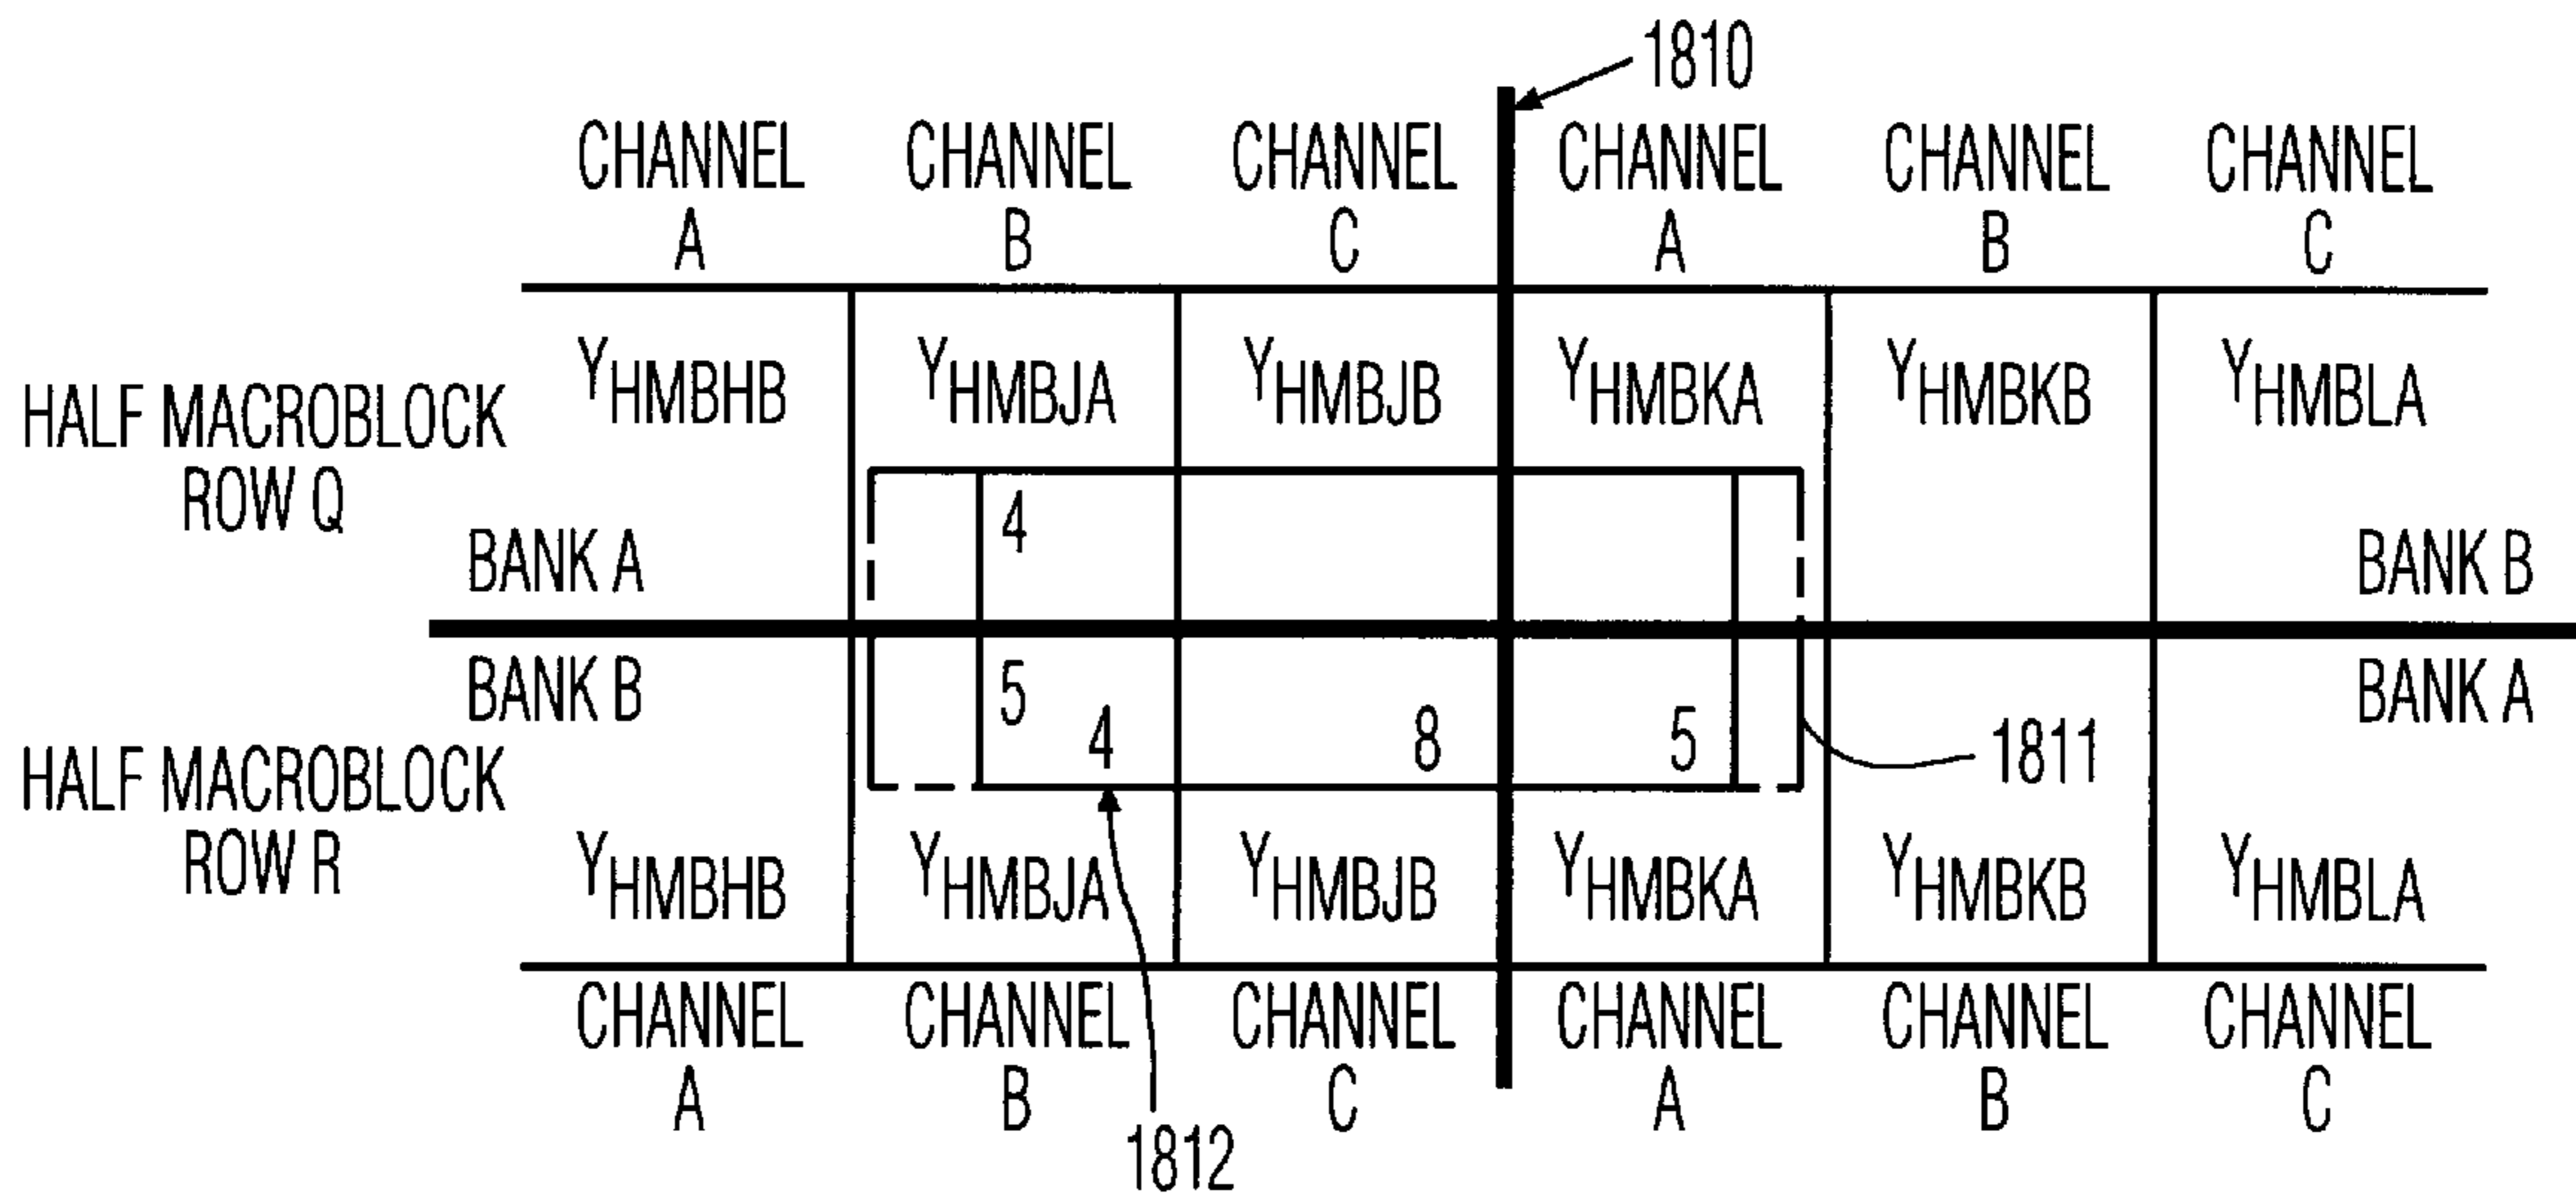 1810
CHANNEL CHANNEL CHANNEL CHANNEL CHANNEL CHANNEL
A B C A B C
YHMBHB YHMBJA YHMBJB YHMBKA YHMBKB YHMBLA
HALF MACROBLOCK
ROW Q
4
BANK A BANK B
BANK B 5 BANK A
4 8 5 1811
HALF MACROBLOCK
ROW R
YHMBHB YHMBJA YHMBJB YHMBKA YHMBKB YHMBLA
CHANNEL CHANNEL CHANNEL CHANNEL CHANNEL CHANNEL
A B C A B C
1812